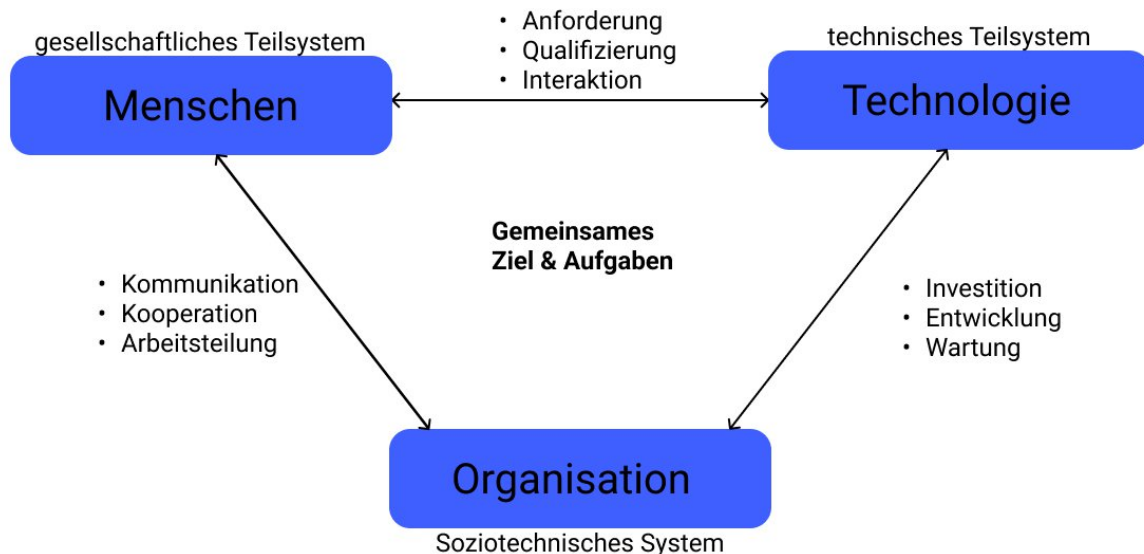 gesellschaftliches Teilsystem
Menschen
• Anforderung
• Qualifizierung
• Interaktion
technisches Teilsystem
Technologie
Gemeinsames
Ziel & Aufgaben
• Kommunikation
• Kooperation
• Arbeitsteilung
• Investition
• Entwicklung
• Wartung
Organisation
Soziotechnisches System